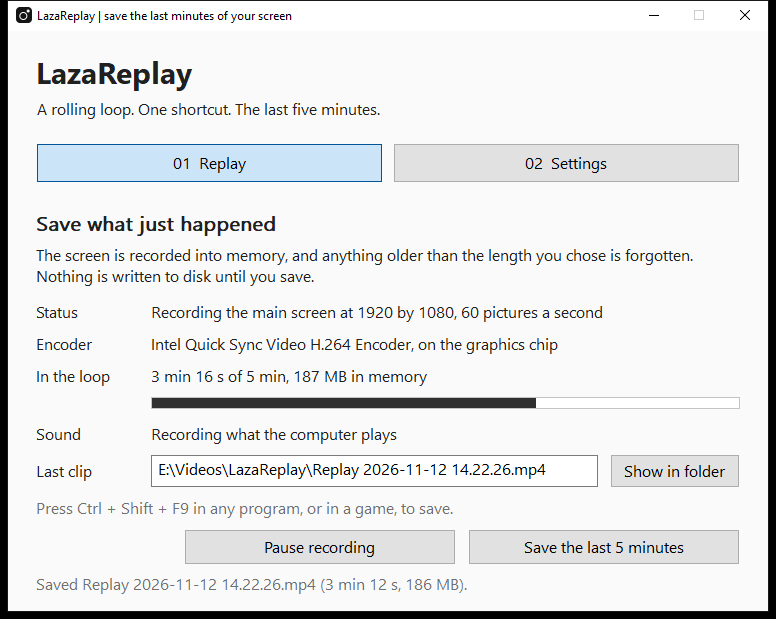 LazaReplay | save the last minutes of your screen
LazaReplay
A rolling loop. One shortcut. The last five minutes.
01 Replay
02 Settings
Save what just happened
The screen is recorded into memory, and anything older than the length you chose is forgotten.
Nothing is written to disk until you save.
Status Recording the main screen at 1920 by 1080, 60 pictures a second
Encoder Intel Quick Sync Video H.264 Encoder, on the graphics chip
In the loop 3 min 16 s of 5 min, 187 MB in memory
Sound Recording what the computer plays
Last clip E:\Videos\LazaReplay\Replay 2026-11-12 14.22.26.mp4 Show in folder
Press Ctrl + Shift + F9 in any program, or in a game, to save.
Pause recording Save the last 5 minutes
Saved Replay 2026-11-12 14.22.26.mp4 (3 min 12 s, 186 MB).